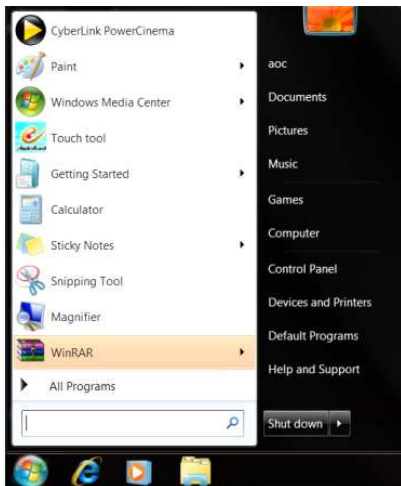 CyberLink PowerCinema
Paint
Windows Media Center
Touch tool
Getting Started
Calculator
Sticky Notes
Snipping Tool
Magnifier
WinRAR
All Programs
aoc
Documents
Pictures
Music
Games
Computer
Control Panel
Devices and Printers
Default Programs
Help and Support
Shut down